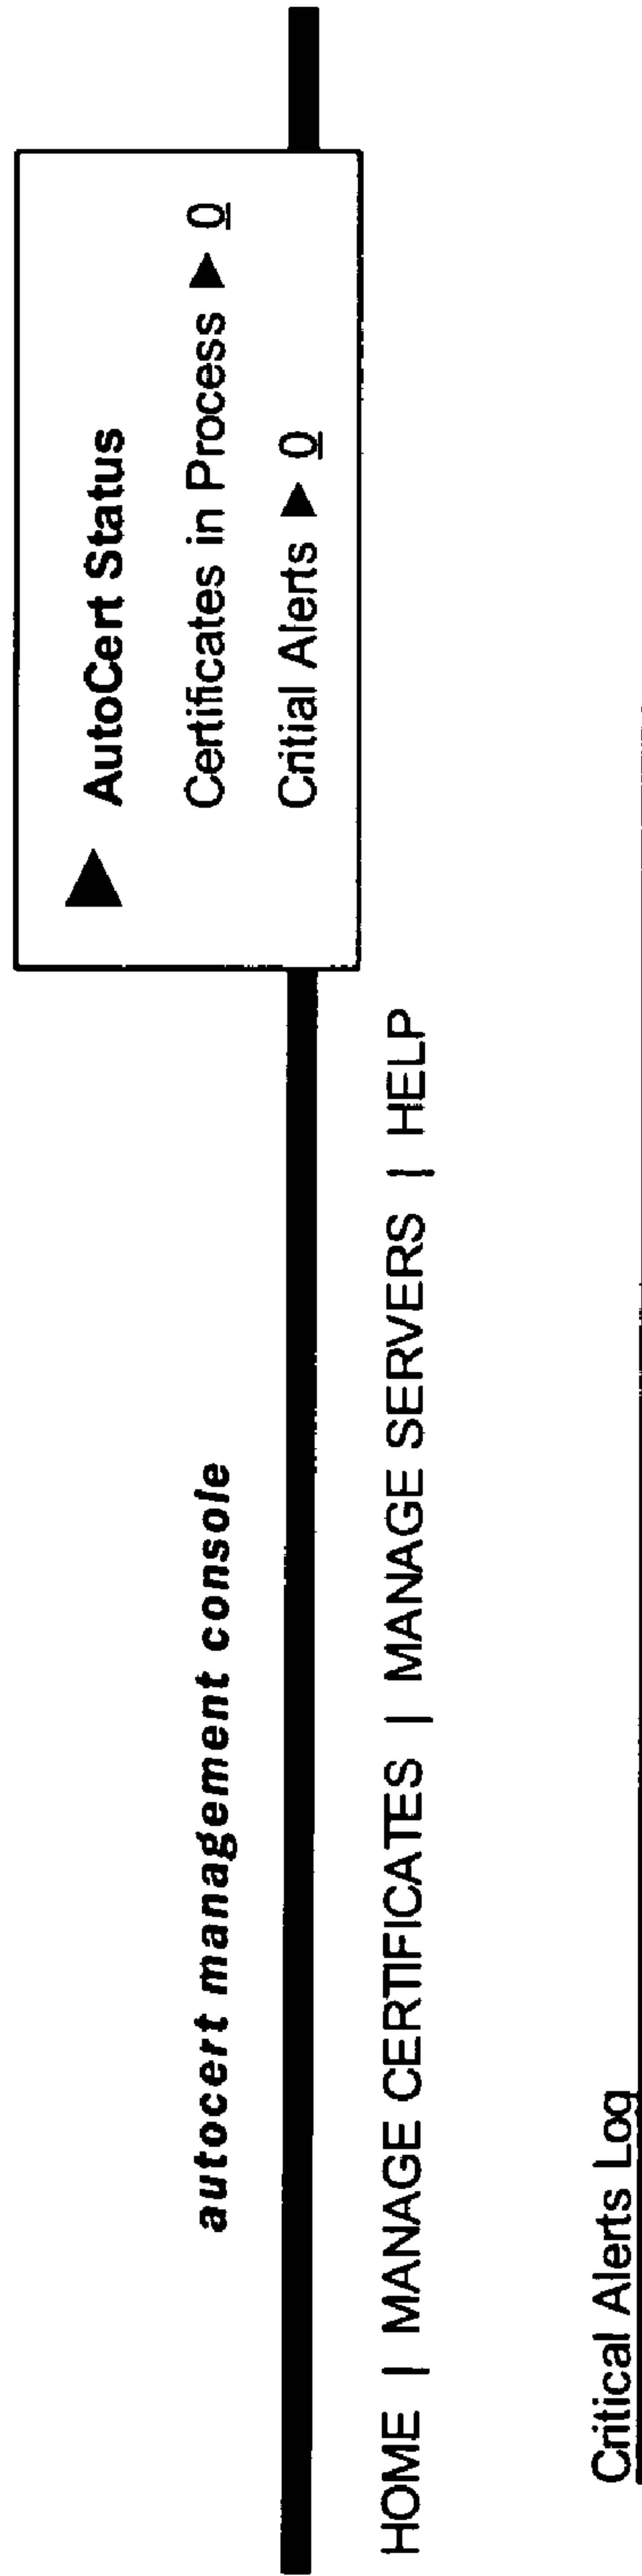 autocert management console
▶ AutoCert Status
Certificates in Process ▶ 0
Critial Alerts ▶ 0
HOME | MANAGE CERTIFICATES | MANAGE SERVERS | HELP
Critical Alerts Log